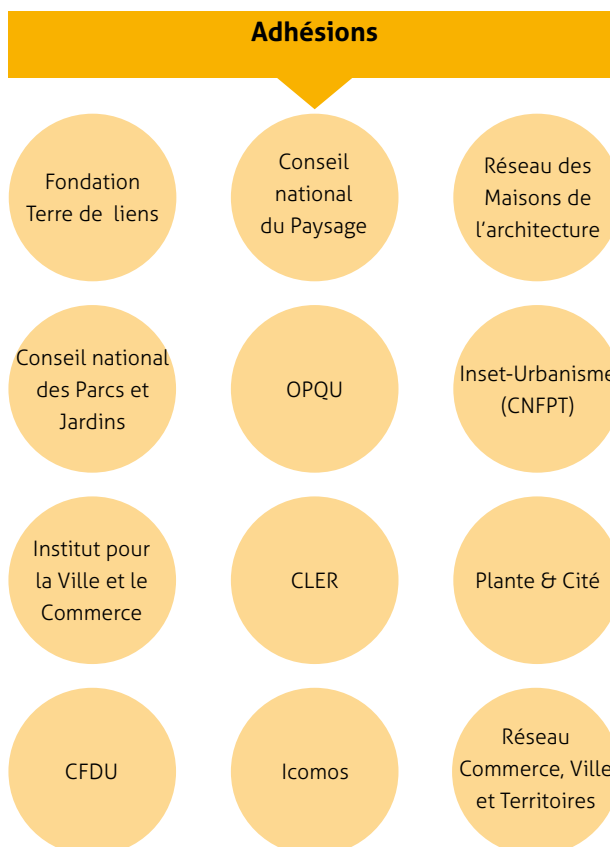 Adhésions
Fondation
Terre de liens
Conseil
national
du Paysage
Réseau des
Maisons de
l'architecture
Conseil national
des Parcs et
Jardins
OPQU
Inset-Urbanisme
(CNFPT)
Institut pour
la Ville et le
Commerce
CLER
Plante & Cité
CFDU
Icomos
Réseau
Commerce, Ville
et Territoires